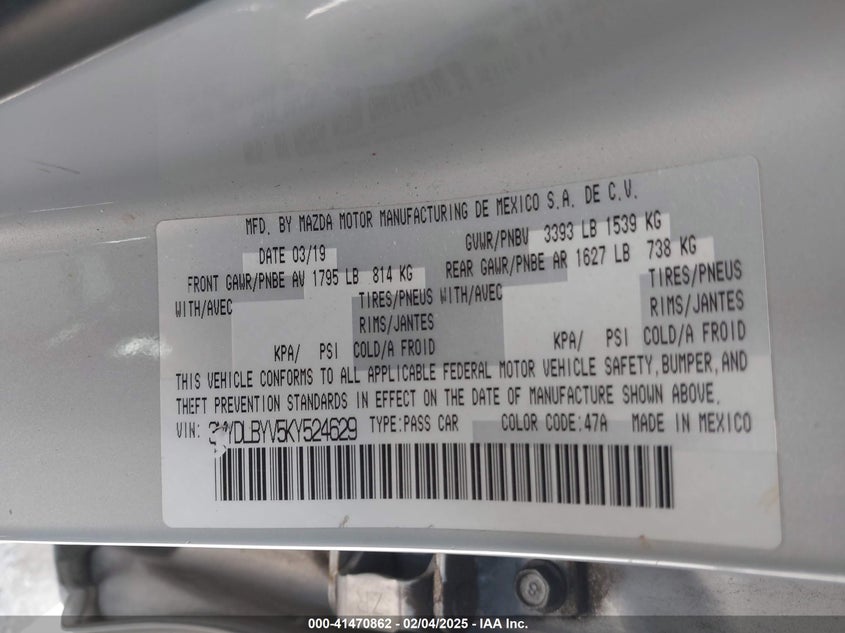 MFD. BY MAZDA MOTOR MANUFACTURING DE MEXICO S.A. DE C.V.
DATE 03/19 GVWR/PNBV 3393 LB 1539 KG
FRONT GAWR/PNBE AV 1795 LB 814 KG REAR GAWR/PNBE AR 1627 LB 738 KG
WITH/AVEC TIRES/PNEUS WITH/AVEC TIRES/PNEUS
RIMS/JANTES RIMS/JANTES
KPA/ PSI COLD/A FROID KPA/ PSI COLD/A FROID
THIS VEHICLE CONFORMS TO ALL APPLICABLE FEDERAL MOTOR VEHICLE SAFETY,BUMPER,AND
THEFT PREVENTION STANDARDS IN EFFECT ON THE DATE OF MANUFACTURE SHOWN ABOVE.
VIN: TYPE:PASS CAR COLOR CODE:47A MADE IN MEXICO
000-41470862 - 02/04/2025 - IAA Inc.